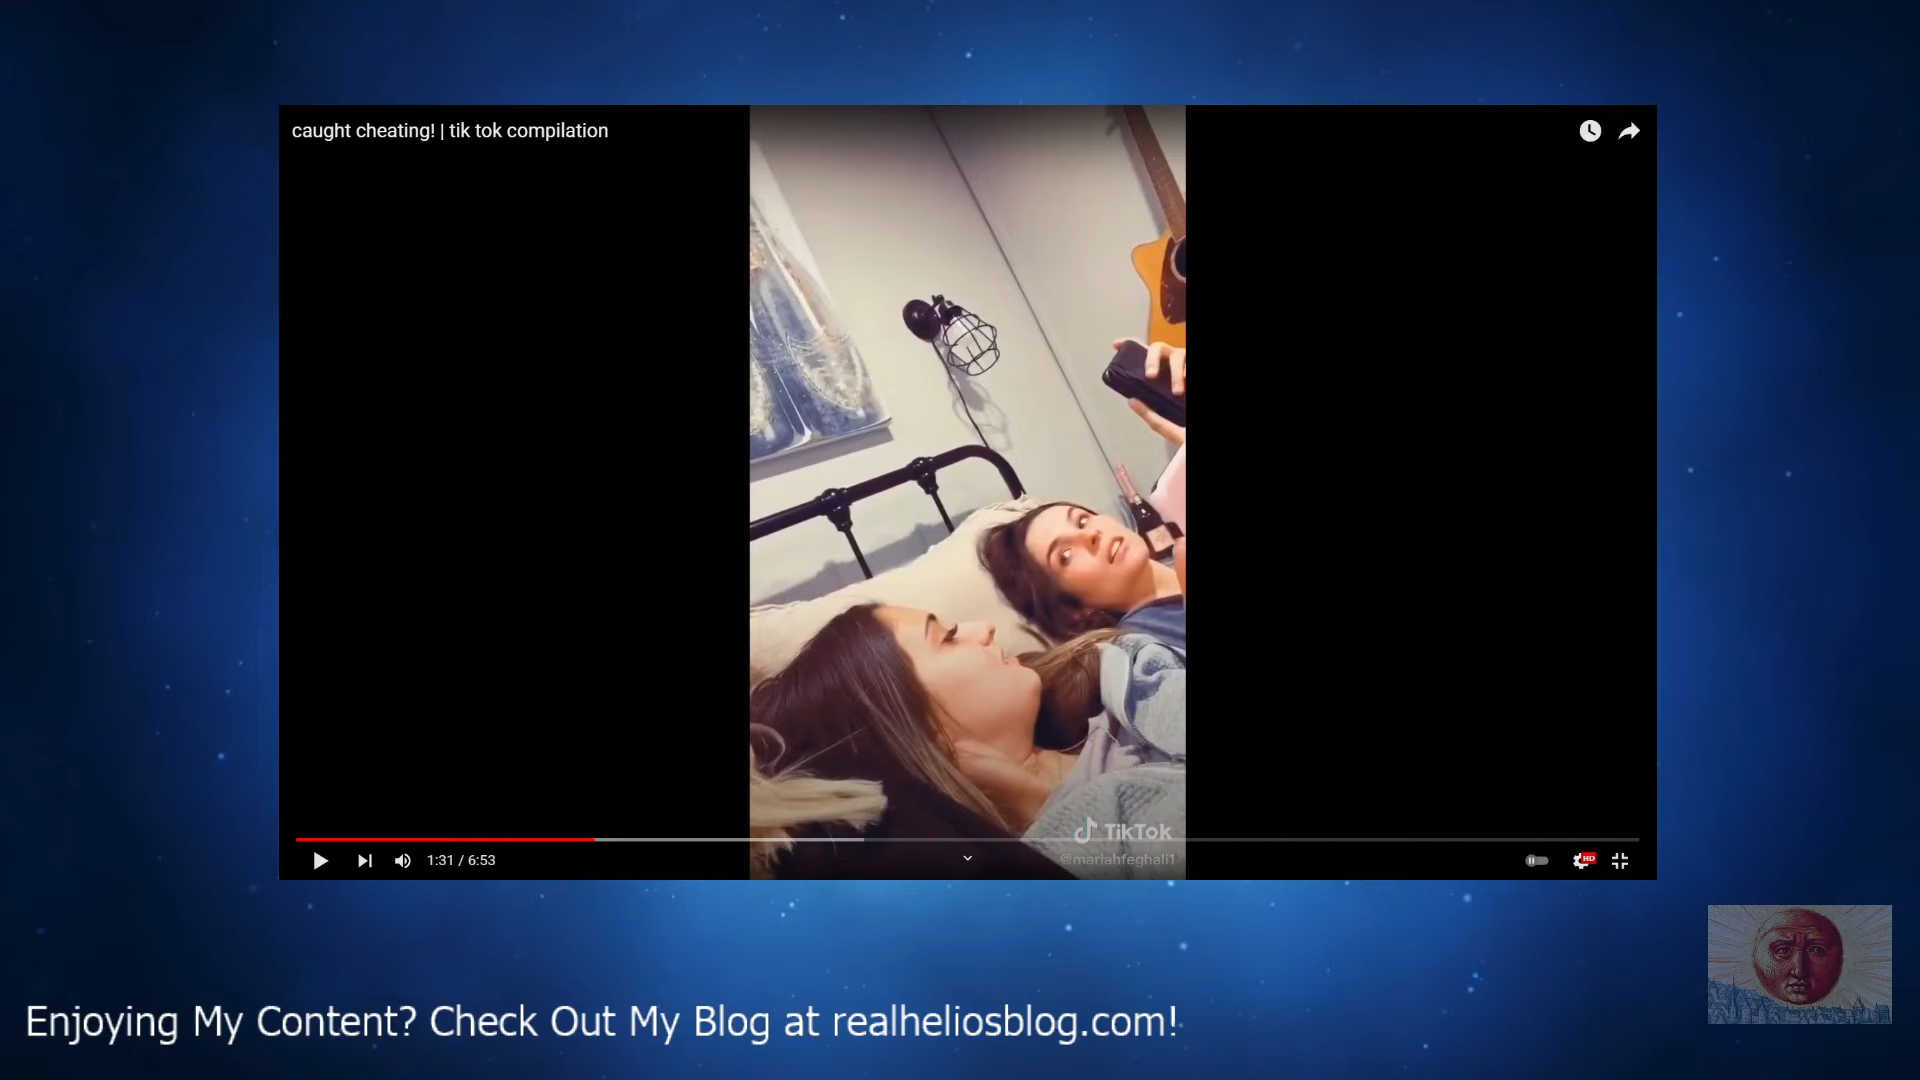 caught cheating! | tik tok compilation
TikTok
@mariahfeghali1
1:31 / 6:53
HD
Enjoying My Content? Check Out My Blog at realheliosblog.com!